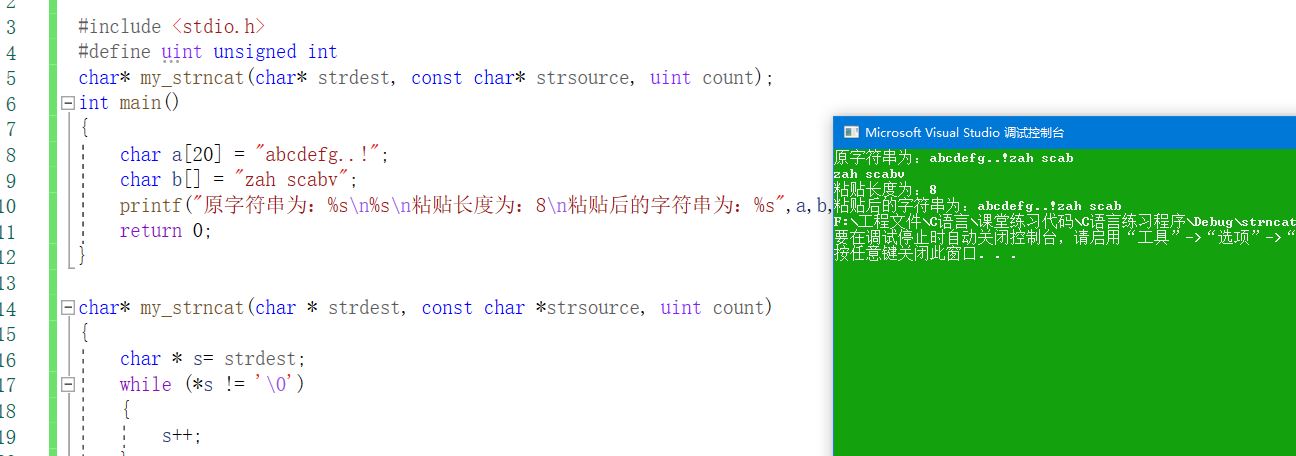 2
3 #include <stdio.h>
4 #define uint unsigned int
5 char* my_strncat(char* strdest, const char* strsource, uint count);
6 int main()
7 {
8 char a[20] = "abcdefg..!";
9 char b[] = "zah scabv";
10 printf("原字符串为：%s\n%s\n粘贴长度为：8\n粘贴后的字符串为：%s",a,b,
11 return 0;
12 }
13
14 char* my_strncat(char * strdest, const char *strsource, uint count)
15 {
16 char * s= strdest;
17 while (*s != '\0')
18 {
19 s++;
Microsoft Visual Studio 调试控制台
原字符串为：abcdefg..!zah scab
zah scabv
粘贴长度为：8
粘贴后的字符串为：abcdefg..!zah scab
F:\工程文件\C语言\课堂练习代码\C语言练习程序\Debug\strncat
要在调试停止时自动关闭控制台，请启用“工具”->“选项”->“
按任意键关闭此窗口. . .